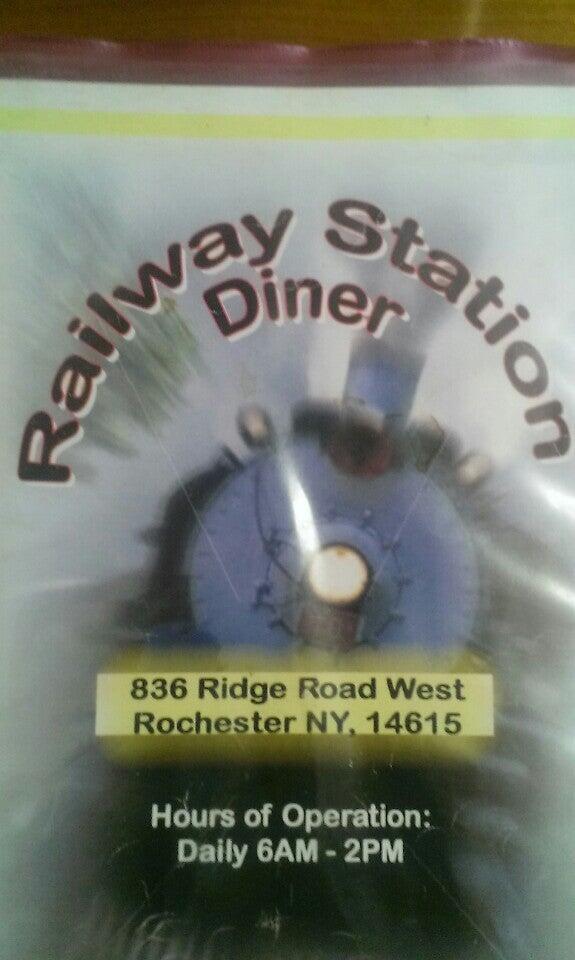 Railway Station
Diner
836 Ridge Road West
Rochester NY, 14615
Hours of Operation:
Daily 6AM - 2PM